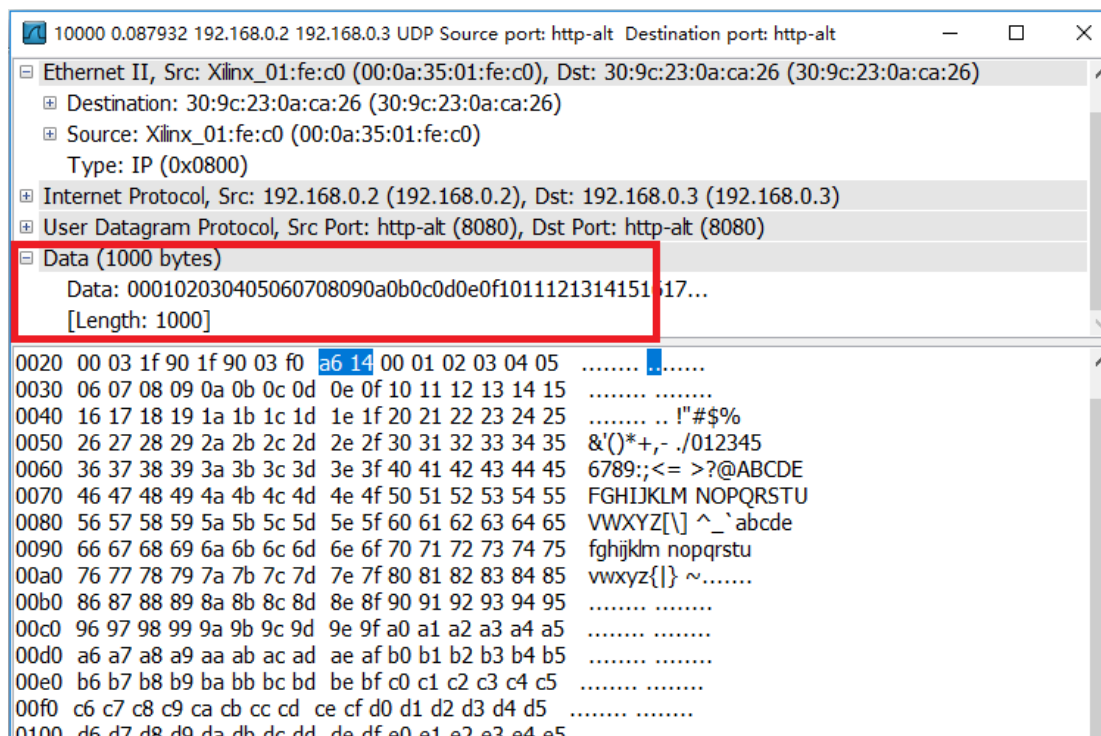 10000 0.087932 192.168.0.2 192.168.0.3 UDP Source port: http-alt Destination port: http-alt
Ethernet II, Src: Xilinx_01:fe:c0 (00:0a:35:01:fe:c0), Dst: 30:9c:23:0a:ca:26 (30:9c:23:0a:ca:26)
Destination: 30:9c:23:0a:ca:26 (30:9c:23:0a:ca:26)
Source: Xilinx_01:fe:c0 (00:0a:35:01:fe:c0)
Type: IP (0x0800)
Internet Protocol, Src: 192.168.0.2 (192.168.0.2), Dst: 192.168.0.3 (192.168.0.3)
User Datagram Protocol, Src Port: http-alt (8080), Dst Port: http-alt (8080)
Data (1000 bytes)
Data: 000102030405060708090a0b0c0d0e0f1011121314151617...
[Length: 1000]
0020 00 03 1f 90 1f 90 03 f0 a6 14 00 01 02 03 04 05 ........ ........
0030 06 07 08 09 0a 0b 0c 0d 0e 0f 10 11 12 13 14 15 ........ ........
0040 16 17 18 19 1a 1b 1c 1d 1e 1f 20 21 22 23 24 25 ........ .. !"#$%
0050 26 27 28 29 2a 2b 2c 2d 2e 2f 30 31 32 33 34 35 &'()*+,- ./012345
0060 36 37 38 39 3a 3b 3c 3d 3e 3f 40 41 42 43 44 45 6789:;<= >?@ABCDE
0070 46 47 48 49 4a 4b 4c 4d 4e 4f 50 51 52 53 54 55 FGHIJKLM NOPQRSTU
0080 56 57 58 59 5a 5b 5c 5d 5e 5f 60 61 62 63 64 65 VWXYZ[\] ^_`abcde
0090 66 67 68 69 6a 6b 6c 6d 6e 6f 70 71 72 73 74 75 fghijklm nopqrstu
00a0 76 77 78 79 7a 7b 7c 7d 7e 7f 80 81 82 83 84 85 vwxyz{|} ~.......
00b0 86 87 88 89 8a 8b 8c 8d 8e 8f 90 91 92 93 94 95 ........ ........
00c0 96 97 98 99 9a 9b 9c 9d 9e 9f a0 a1 a2 a3 a4 a5 ........ ........
00d0 a6 a7 a8 a9 aa ab ac ad ae af b0 b1 b2 b3 b4 b5 ........ ........
00e0 b6 b7 b8 b9 ba bb bc bd be bf c0 c1 c2 c3 c4 c5 ........ ........
00f0 c6 c7 c8 c9 ca cb cc cd ce cf d0 d1 d2 d3 d4 d5 ........ ........
0100 d6 d7 d8 d9 da db dc dd de df e0 e1 e2 e3 e4 e5